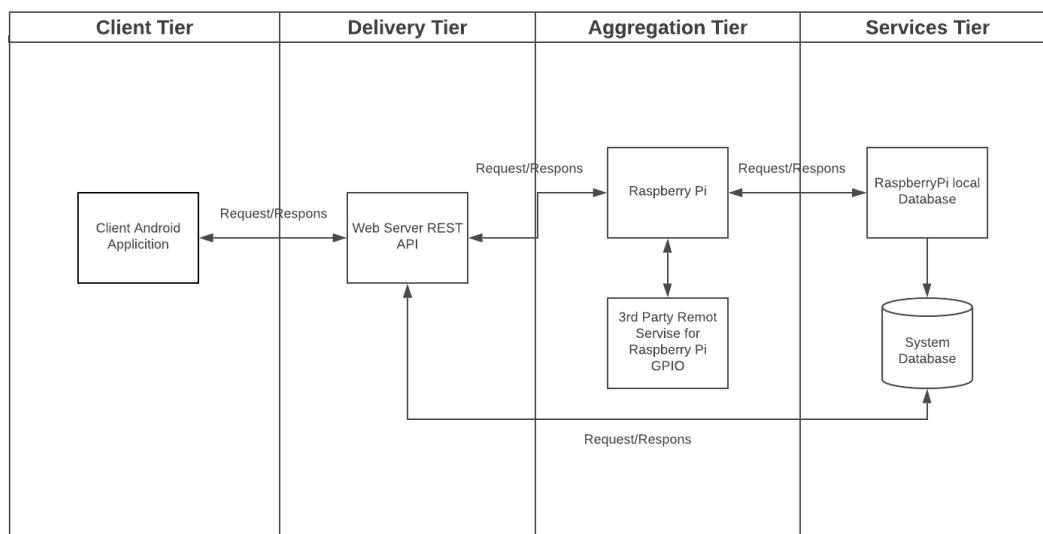 Client Tier
Delivery Tier
Aggregation Tier
Services Tier
Client Android
Applicition
Request/Respons
Web Server REST
API
Request/Respons
Raspberry Pi
Request/Respons
RaspberryPi local
Database
3rd Party Remot
Servise for
Raspberry Pi
GPIO
System
Database
Request/Respons